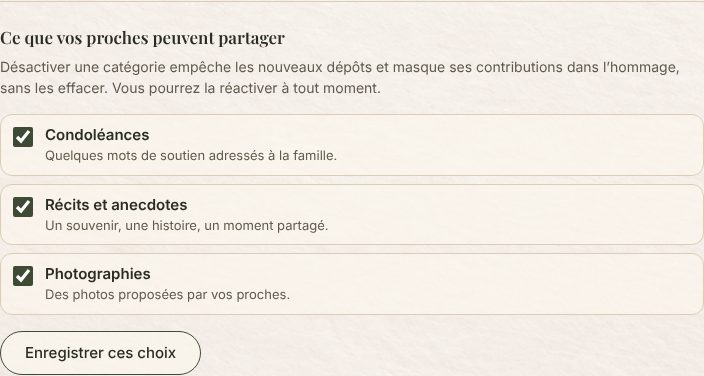 Ce que vos proches peuvent partager
Désactiver une catégorie empêche les nouveaux dépôts et masque ses contributions dans l’hommage,
sans les effacer. Vous pourrez la réactiver à tout moment.
Condoléances
Quelques mots de soutien adressés à la famille.
Récits et anecdotes
Un souvenir, une histoire, un moment partagé.
Photographies
Des photos proposées par vos proches.
Enregistrer ces choix